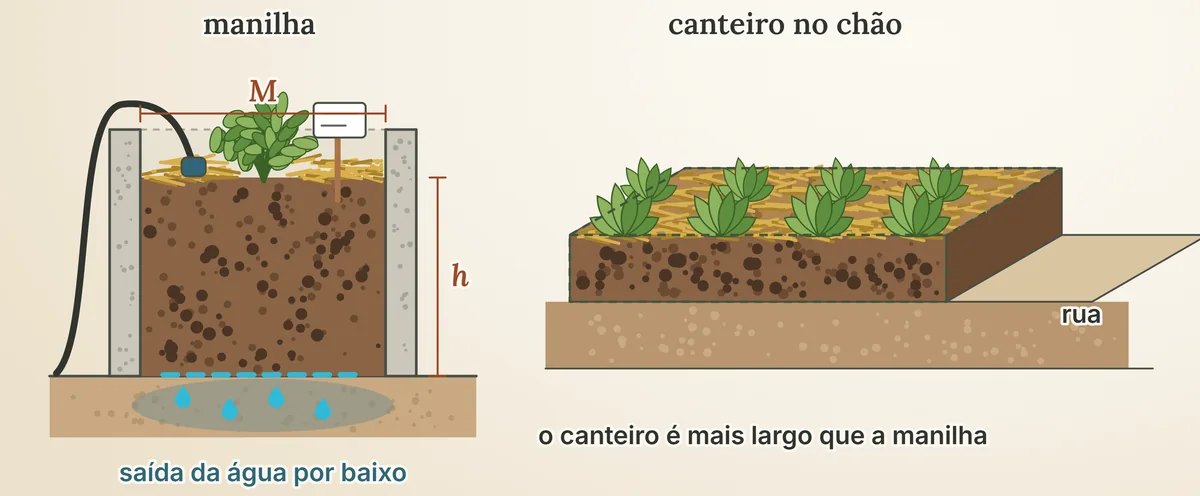 manilha
canteiro no chão
M
h
rua
o canteiro é mais largo que a manilha
saída da água por baixo